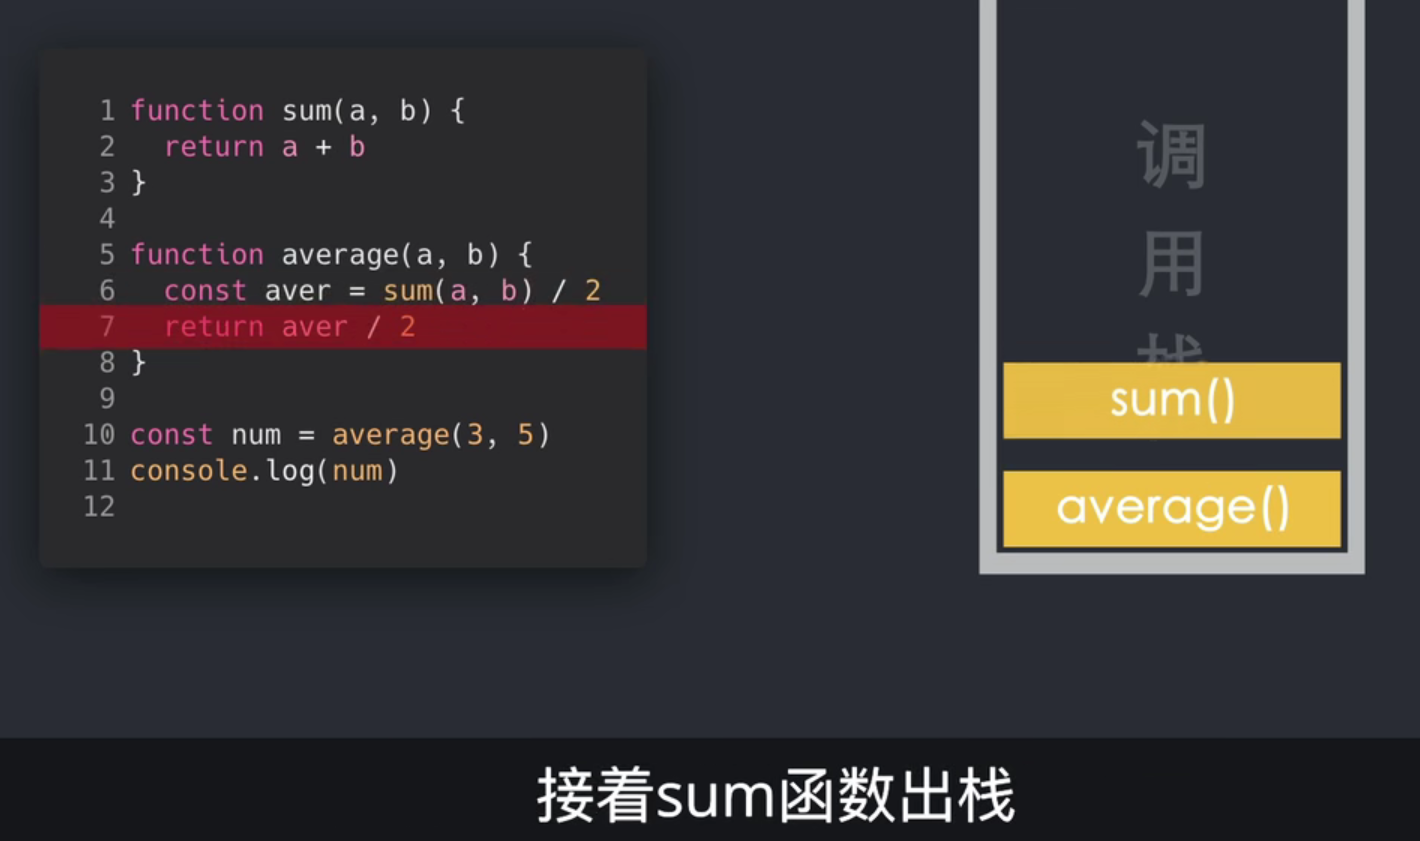 1 function sum(a, b) {
2   return a + b
3 }
4
5 function average(a, b) {
6   const aver = sum(a, b) / 2
7   return aver / 2
8 }
9
10 const num = average(3, 5)
11 console.log(num)
12
调
用
栈
sum()
average()
接着sum函数出栈